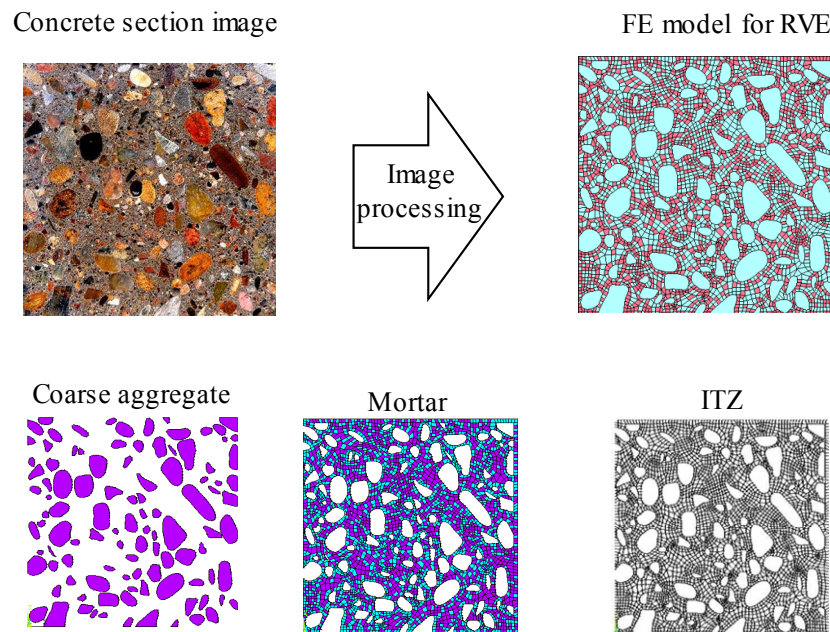 Concrete section image
FE model for RVE
Image
processing
Coarse aggregate
Mortar
ITZ